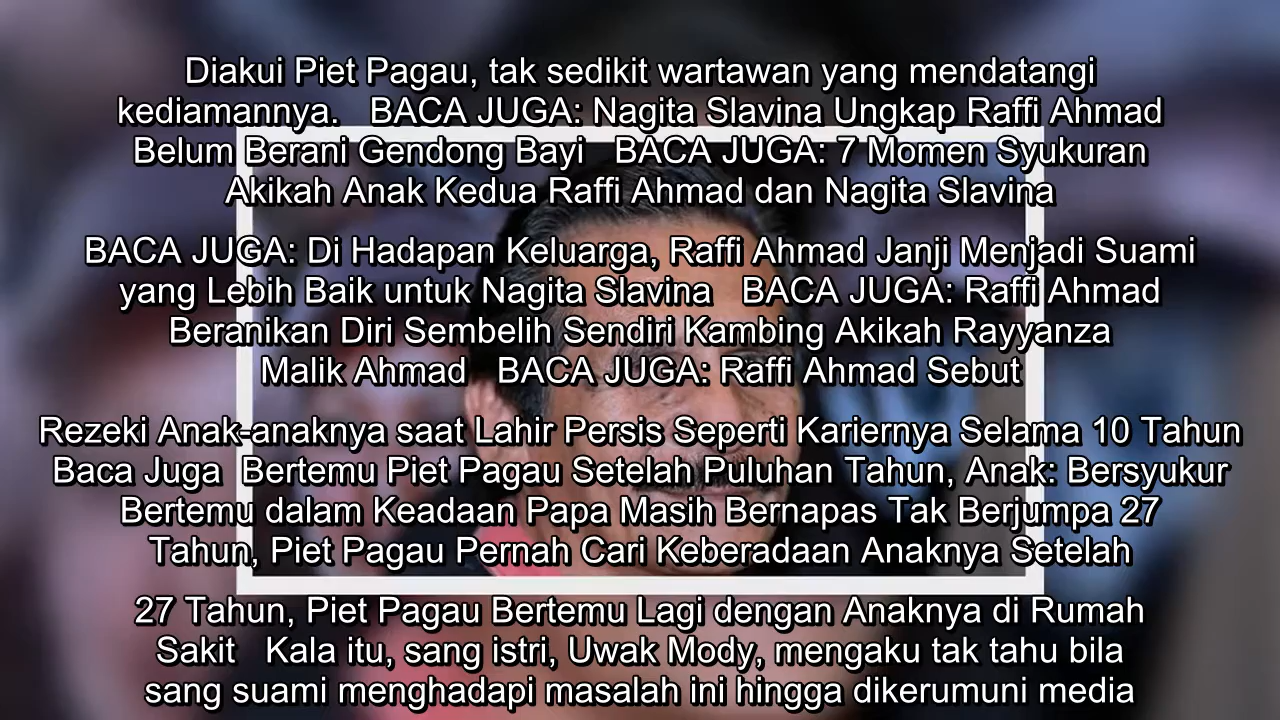 Diakui Piet Pagau, tak sedikit wartawan yang mendatangi
kediamannya.   BACA JUGA: Nagita Slavina Ungkap Raffi Ahmad
Belum Berani Gendong Bayi   BACA JUGA: 7 Momen Syukuran
Akikah Anak Kedua Raffi Ahmad dan Nagita Slavina
BACA JUGA: Di Hadapan Keluarga, Raffi Ahmad Janji Menjadi Suami
yang Lebih Baik untuk Nagita Slavina   BACA JUGA: Raffi Ahmad
Beranikan Diri Sembelih Sendiri Kambing Akikah Rayyanza
Malik Ahmad   BACA JUGA: Raffi Ahmad Sebut
Rezeki Anak-anaknya saat Lahir Persis Seperti Kariernya Selama 10 Tahun
Baca Juga  Bertemu Piet Pagau Setelah Puluhan Tahun, Anak: Bersyukur
Bertemu dalam Keadaan Papa Masih Bernapas Tak Berjumpa 27
Tahun, Piet Pagau Pernah Cari Keberadaan Anaknya Setelah
27 Tahun, Piet Pagau Bertemu Lagi dengan Anaknya di Rumah
Sakit   Kala itu, sang istri, Uwak Mody, mengaku tak tahu bila
sang suami menghadapi masalah ini hingga dikerumuni media